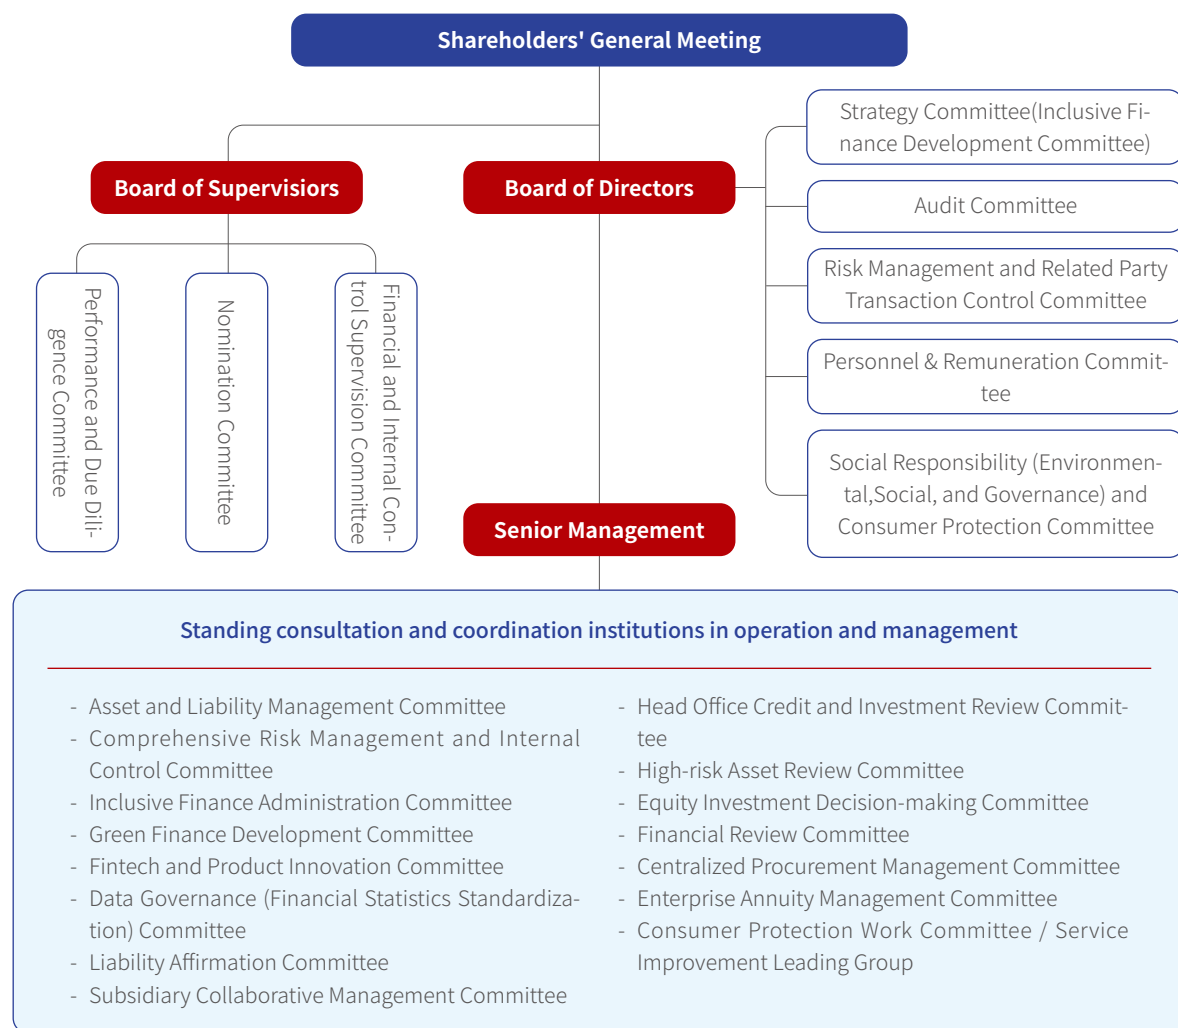 Shareholders' General Meeting
Board of Supervisiors
Board of Directors
Strategy Committee(Inclusive Fi-
nance Development Committee)
Audit Committee
Risk Management and Related Party
Transaction Control Committee
Personnel & Remuneration Commit-
tee
Social Responsibility (Environmen-
tal,Social, and Governance) and
Consumer Protection Committee
Performance and Due Dili-
gence Committee
Nomination Committee
Financial and Internal Con-
trol Supervision Committee
Senior Management
Standing consultation and coordination institutions in operation and management
- Asset and Liability Management Committee
- Comprehensive Risk Management and Internal
Control Committee
- Inclusive Finance Administration Committee
- Green Finance Development Committee
- Fintech and Product Innovation Committee
- Data Governance (Financial Statistics Standardiza-
tion) Committee
- Liability Affirmation Committee
- Subsidiary Collaborative Management Committee
- Head Office Credit and Investment Review Commit-
tee
- High-risk Asset Review Committee
- Equity Investment Decision-making Committee
- Financial Review Committee
- Centralized Procurement Management Committee
- Enterprise Annuity Management Committee
- Consumer Protection Work Committee / Service
Improvement Leading Group